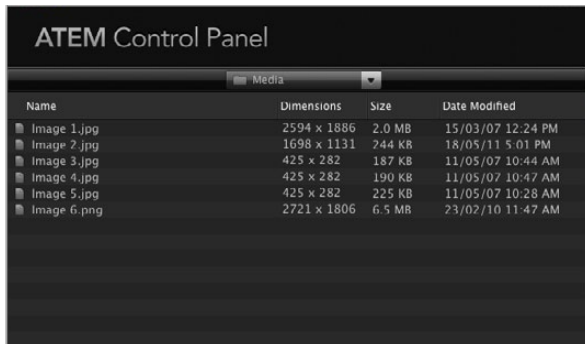 ATEM Control Panel
Media
Name Dimensions Size Date Modified
Image 1.jpg 2594 x 1886 2.0 MB 15/03/07 12:24 PM
Image 2.jpg 1698 x 1131 244 KB 18/05/11 5:01 PM
Image 3.jpg 425 x 282 187 KB 11/05/07 10:44 AM
Image 4.jpg 425 x 282 190 KB 11/05/07 10:47 AM
Image 5.jpg 425 x 282 225 KB 11/05/07 10:28 AM
Image 6.png 2721 x 1806 6.5 MB 23/02/10 11:47 AM